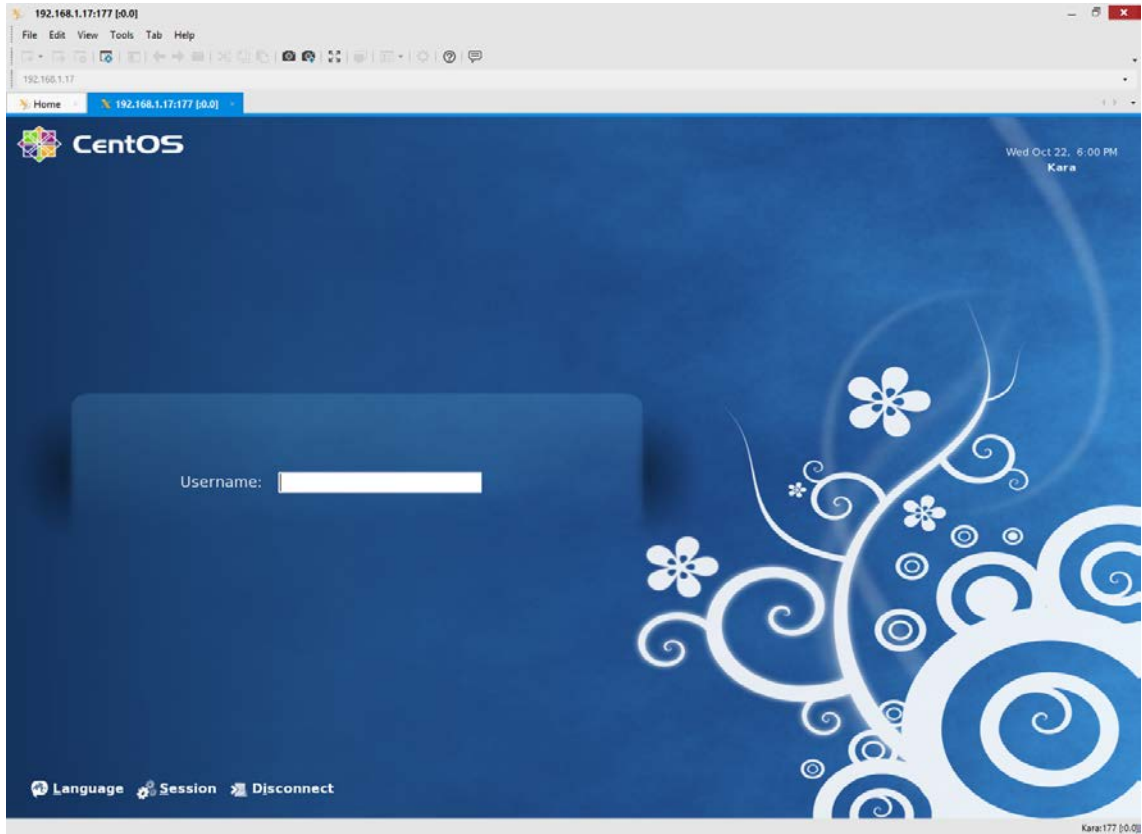 192.168.1.17:177 [:0.0]
File Edit View Tools Tab Help
192.168.1.17
Home 192.168.1.17:177 [:0.0]
CentOS
Wed Oct 22, 6:00 PM
Kara
Username:
Language Session Disconnect
Kara:177 [:0.0]